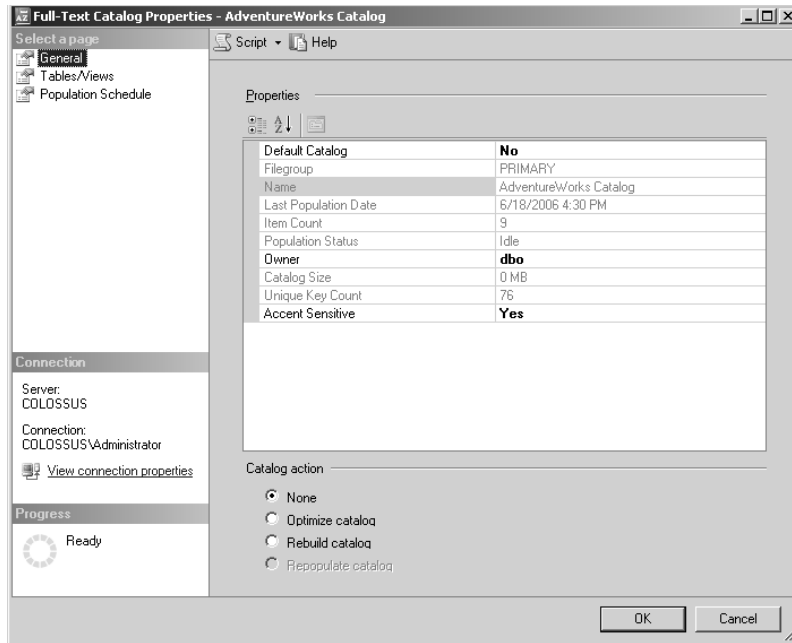 Full-Text Catalog Properties - AdventureWorks Catalog
Select a page
General
Tables/Views
Population Schedule
Script Help
Properties
Default Catalog No
Filegroup PRIMARY
Name AdventureWorks Catalog
Last Population Date 6/18/2006 4:30 PM
Item Count 9
Population Status Idle
Owner dbo
Catalog Size 0 MB
Unique Key Count 76
Accent Sensitive Yes
Connection
Server:
COLOSSUS
Connection:
COLOSSUS\Administrator
View connection properties
Progress
Ready
Catalog action
None
Optimize catalog
Rebuild catalog
Repopulate catalog
OK Cancel